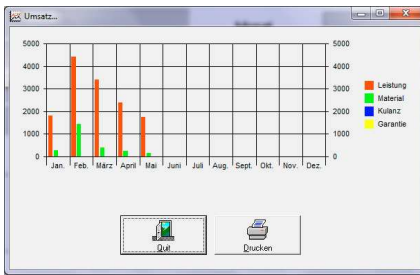 Umsatz...
5000 5000
4000 4000
3000 3000
2000 2000
1000 1000
0 0
Jan. Feb. März April Mai Juni Juli Aug. Sept. Okt. Nov. Dez.
Leistung
Material
Kulanz
Garantie
Quit Drucken